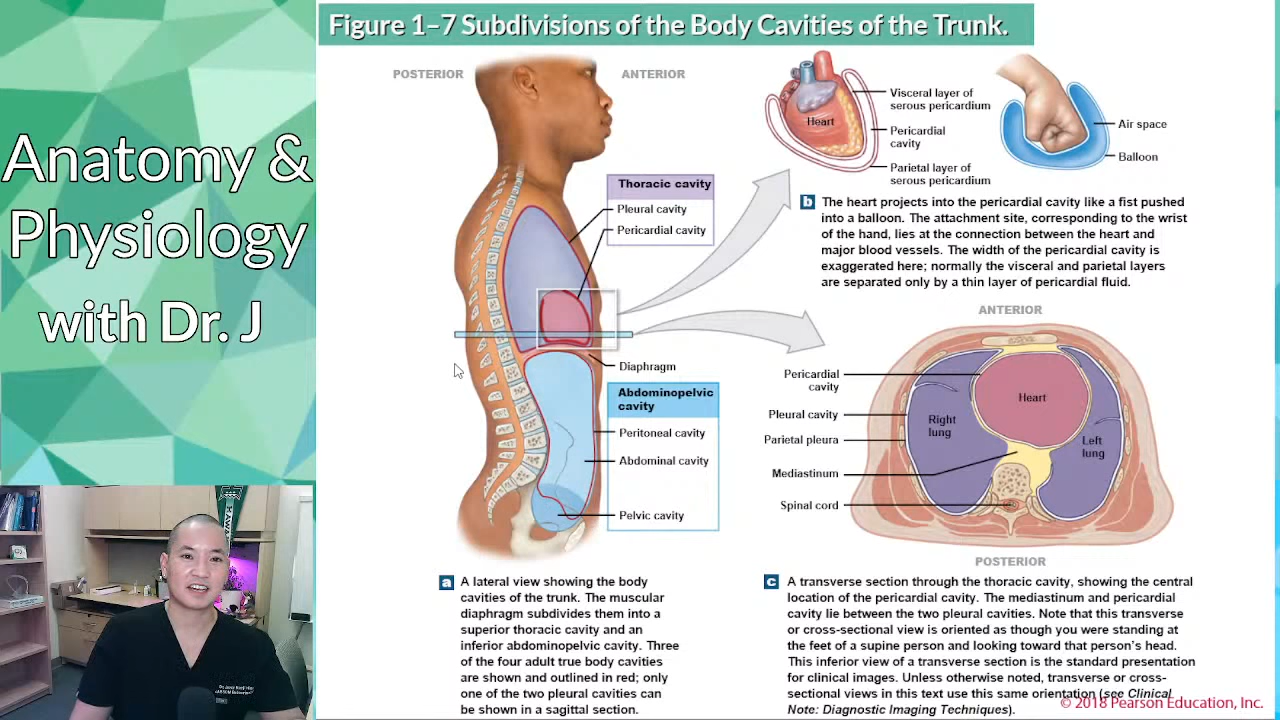 Figure 1–7 Subdivisions of the Body Cavities of the Trunk.
Anatomy &
Physiology
with Dr. J
POSTERIOR
ANTERIOR
Thoracic cavity
Pleural cavity
Pericardial cavity
Diaphragm
Abdominopelvic
cavity
Peritoneal cavity
Abdominal cavity
Pelvic cavity
a A lateral view showing the body
cavities of the trunk. The muscular
diaphragm subdivides them into a
superior thoracic cavity and an
inferior abdominopelvic cavity. Three
of the four adult true body cavities
are shown and outlined in red; only
one of the two pleural cavities can
be shown in a sagittal section.
Heart
Visceral layer of
serous pericardium
Pericardial
cavity
Parietal layer of
serous pericardium
Air space
Balloon
b The heart projects into the pericardial cavity like a fist pushed
into a balloon. The attachment site, corresponding to the wrist
of the hand, lies at the connection between the heart and
major blood vessels. The width of the pericardial cavity is
exaggerated here; normally the visceral and parietal layers
are separated only by a thin layer of pericardial fluid.
ANTERIOR
Pericardial
cavity
Pleural cavity
Parietal pleura
Mediastinum
Spinal cord
Heart
Right
lung
Left
lung
POSTERIOR
c A transverse section through the thoracic cavity, showing the central
location of the pericardial cavity. The mediastinum and pericardial
cavity lie between the two pleural cavities. Note that this transverse
or cross-sectional view is oriented as though you were standing at
the feet of a supine person and looking toward that person's head.
This inferior view of a transverse section is the standard presentation
for clinical images. Unless otherwise noted, transverse or cross-
sectional views in this text use this same orientation (see Clinical
Note: Diagnostic Imaging Techniques).
© 2018 Pearson Education, Inc.